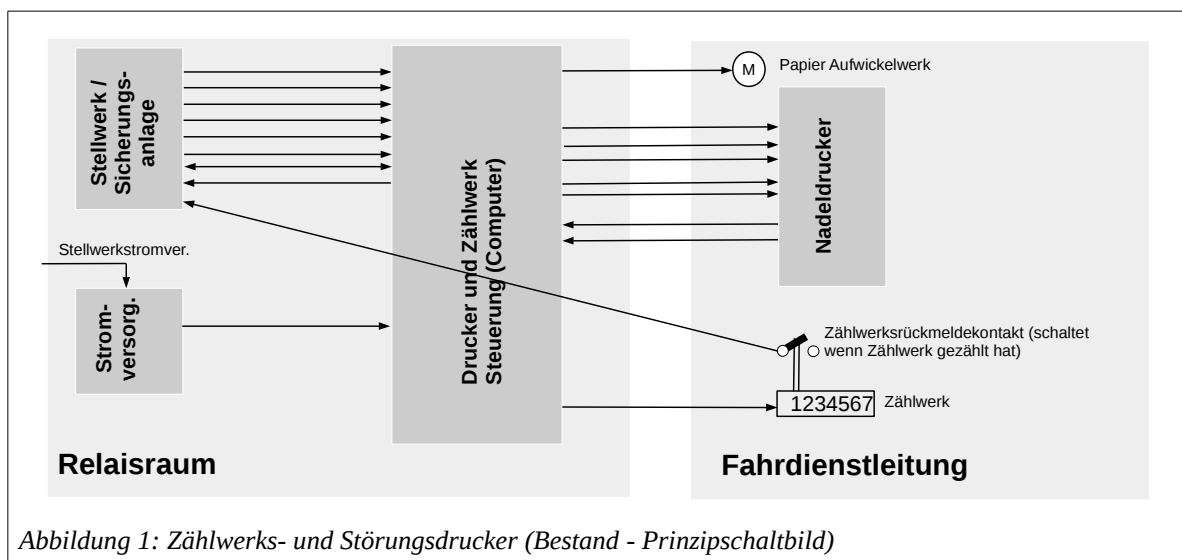 Stellwerk /
Sicherungs-
anlage
Stellwerkstromver.
Strom-
versorg.
Drucker und Zählwerk
Steuerung (Computer)
Relaisraum
M
Papier Aufwickelwerk
Nadeldrucker
Zählwerksrückmeldekontakt (schaltet
wenn Zählwerk gezählt hat)
1234567
Zählwerk
Fahrdienstleitung
Abbildung 1: Zählwerks- und Störungsdrucker (Bestand - Prinzipschaltbild)